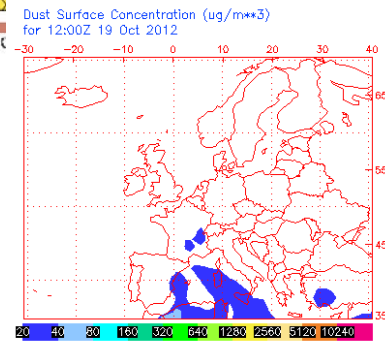 Dust Surface Concentration (ug/m**3)
for 12:00Z 19 Oct 2012
-30 -20 -10 0 10 20 30 40
65
55
45
35
20 40 80 160 320 640 1280 2560 5120 10240